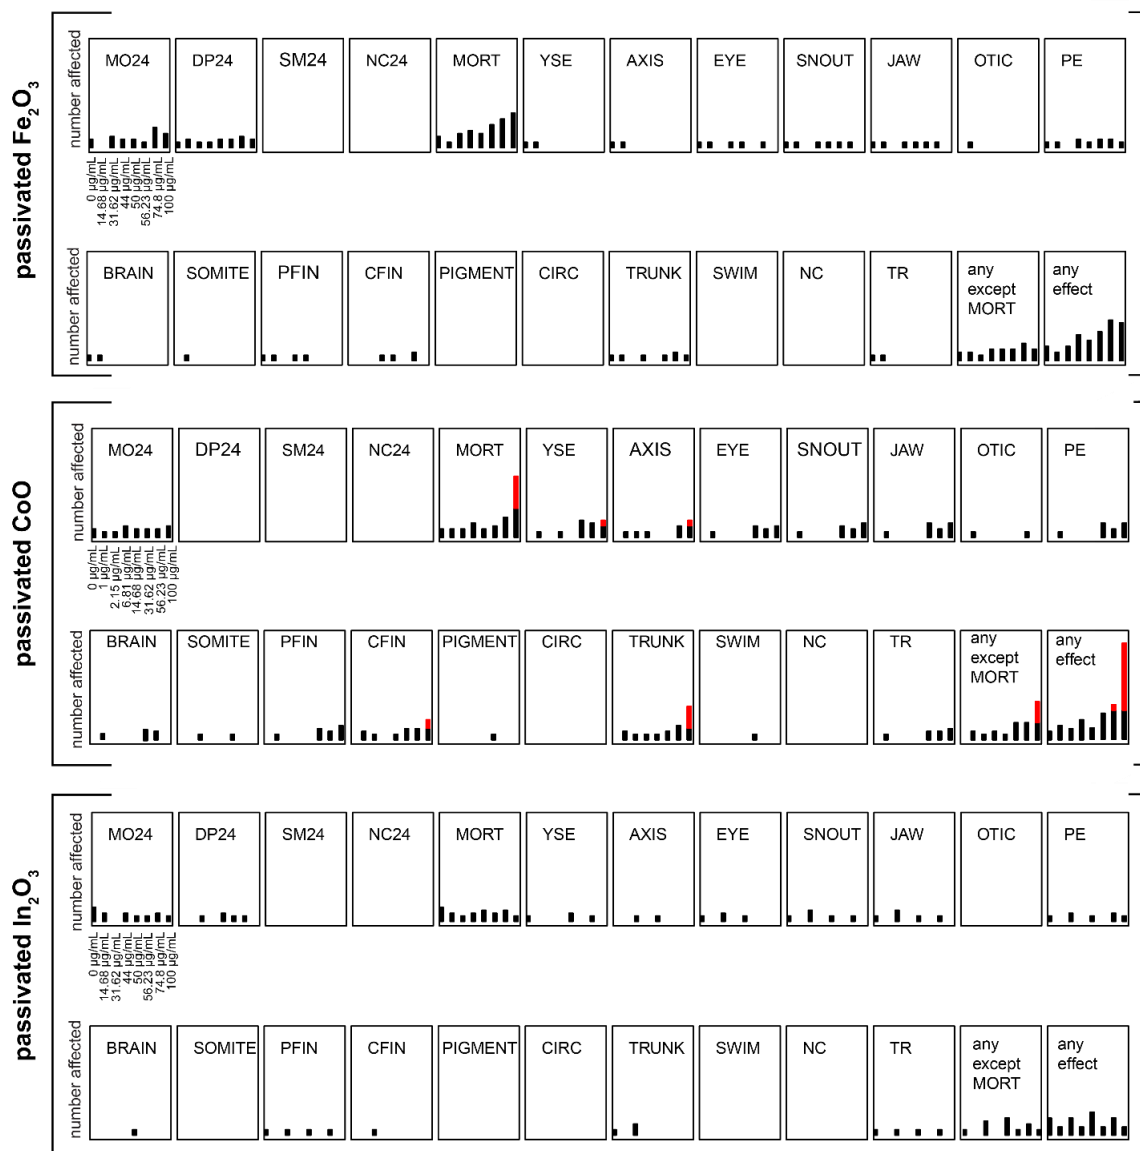 passivated Fe2O3
number affected
MO24 DP24 SM24 NC24 MORT YSE AXIS EYE SNOUT JAW OTIC PE
0 µg/mL
14.68 µg/mL
31.62 µg/mL
44 µg/mL
50 µg/mL
56.23 µg/mL
74.8 µg/mL
100 µg/mL
number affected
BRAIN SOMITE PFIN CFIN PIGMENT CIRC TRUNK SWIM NC TR any except MORT any effect
passivated CoO
number affected
MO24 DP24 SM24 NC24 MORT YSE AXIS EYE SNOUT JAW OTIC PE
0 µg/mL
1 µg/mL
2.15 µg/mL
6.81 µg/mL
14.68 µg/mL
31.62 µg/mL
56.23 µg/mL
100 µg/mL
number affected
BRAIN SOMITE PFIN CFIN PIGMENT CIRC TRUNK SWIM NC TR any except MORT any effect
passivated In2O3
number affected
MO24 DP24 SM24 NC24 MORT YSE AXIS EYE SNOUT JAW OTIC PE
0 µg/mL
14.68 µg/mL
31.62 µg/mL
44 µg/mL
50 µg/mL
56.23 µg/mL
74.8 µg/mL
100 µg/mL
number affected
BRAIN SOMITE PFIN CFIN PIGMENT CIRC TRUNK SWIM NC TR any except MORT any effect